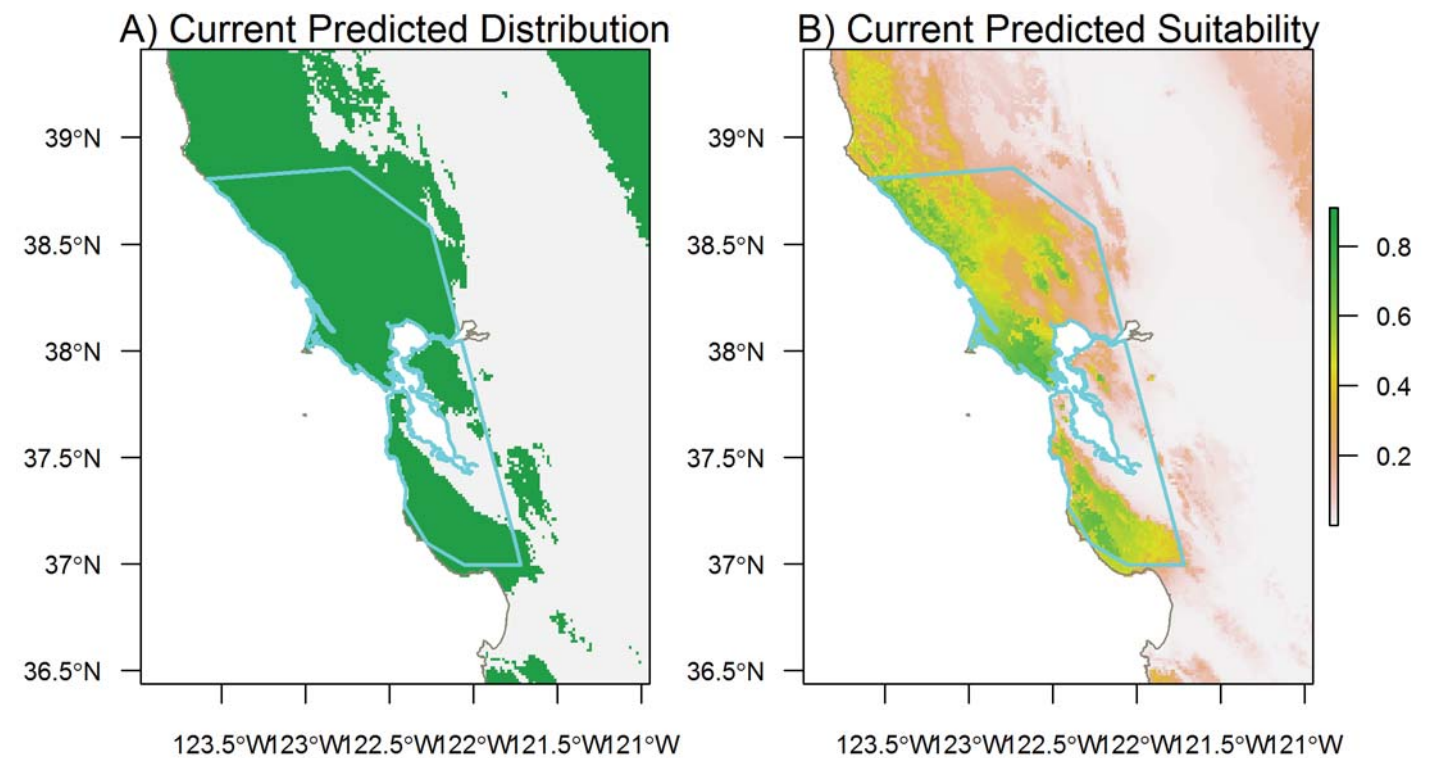 A) Current Predicted Distribution
B) Current Predicted Suitability
39°N
38.5°N
38°N
37.5°N
37°N
36.5°N
123.5°W123°W122.5°W122°W121.5°W121°W
39°N
38.5°N
38°N
37.5°N
37°N
36.5°N
123.5°W123°W122.5°W122°W121.5°W121°W
0.8
0.6
0.4
0.2